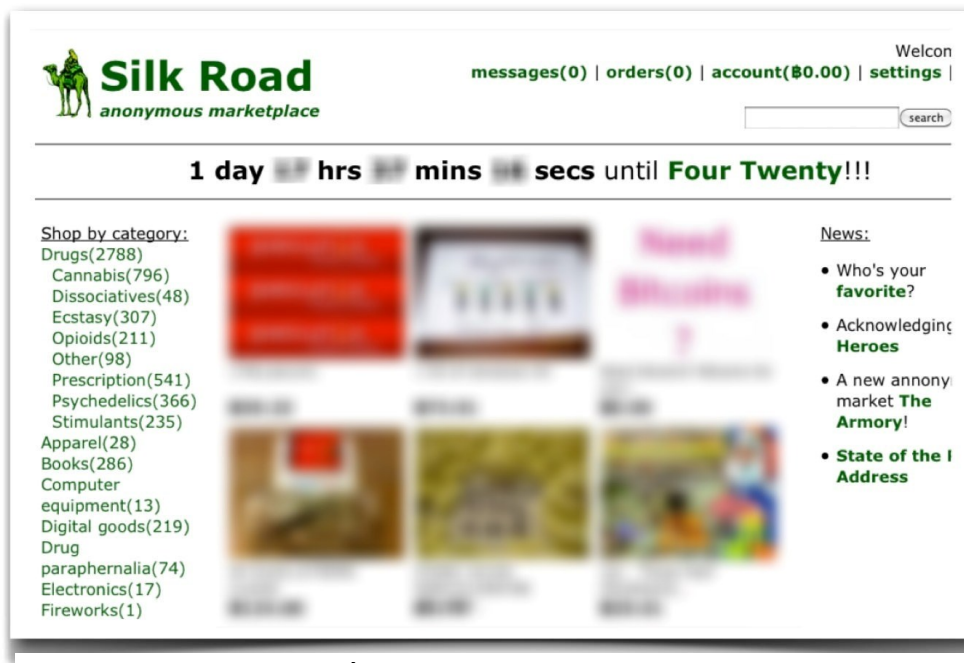 Welcon
Silk Road
messages(0) | orders(0) | account(฿0.00) | settings |
anonymous marketplace
search
1 day hrs mins secs until Four Twenty!!!
Shop by category:
Drugs(2788)
Cannabis(796)
Dissociatives(48)
Ecstasy(307)
Opioids(211)
Other(98)
Prescription(541)
Psychedelics(366)
Stimulants(235)
Apparel(28)
Books(286)
Computer
equipment(13)
Digital goods(219)
Drug
paraphernalia(74)
Electronics(17)
Fireworks(1)
Need
Bitcoins
?
News:
Who's your
favorite?
Acknowledging
Heroes
A new annony
market The
Armory!
State of the
Address